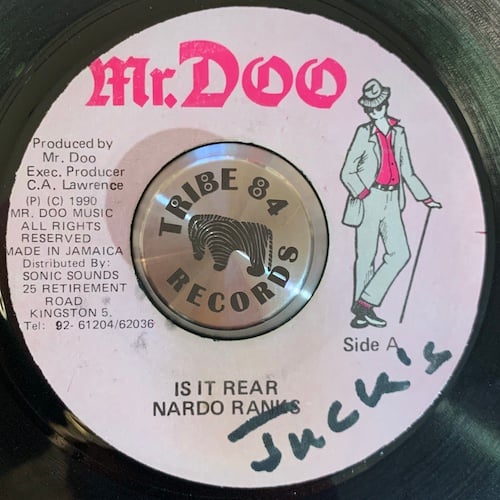 Mr. DOO
Produced by
Mr. Doo
Exec. Producer
C.A. Lawrence
(P) (C) 1990
MR. DOO MUSIC
ALL RIGHTS
RESERVED
MADE IN JAMAICA
Distributed By:
SONIC SOUNDS
25 RETIREMENT
ROAD
KINGSTON 5.
Tel: 92-61204/62036
TRIBE 84
RECORDS
Side A
IS IT REAR
NARDO RANKS
Juck's